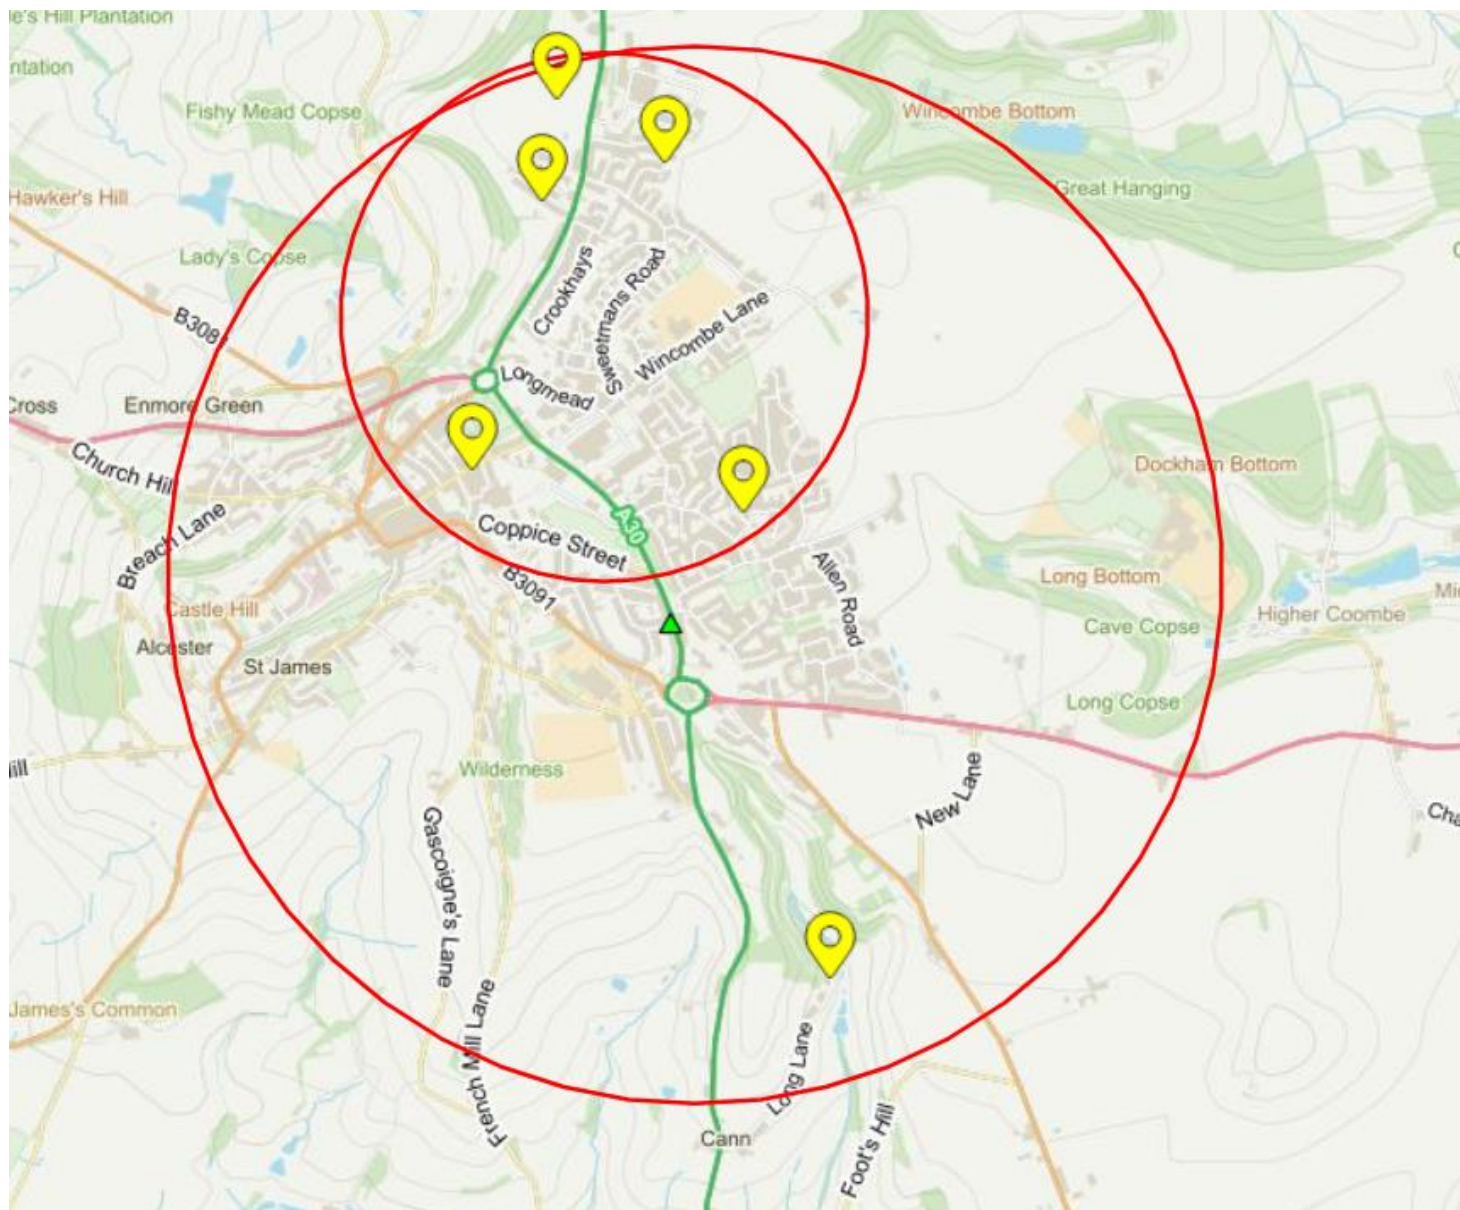 e's Hill Plantation
ntation
Fishy Mead Copse
Wincombe Bottom
Great Hanging
Hawker's Hill
Lady's Copse
Crookhays
Sweetmans Road
Wincombe Lane
B308
Longmead
Cross
Enmore Green
Church Hill
Dockham Bottom
Breach Lane
Coppice Street
A30
B3091
Allen Road
Long Bottom
Castle Hill
Higher Coombe
Cave Copse
Alcester
St James
Long Copse
ill
Wilderness
New Lane
Gascoigne's Lane
Cha
James's Common
French Mill Lane
Long Lane
Cann
Foot's Hill